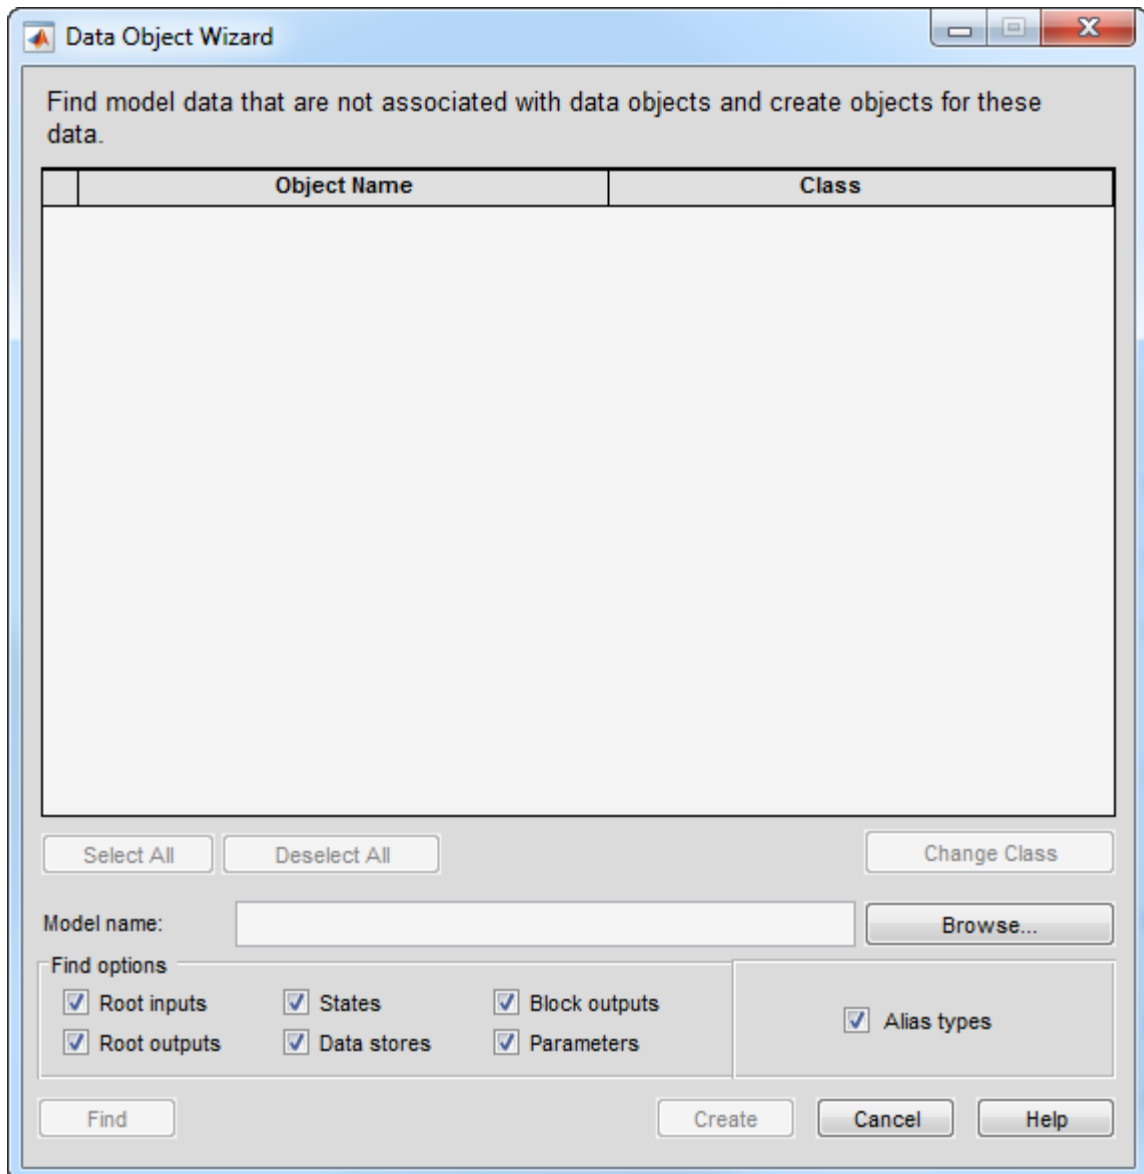 Data Object Wizard
Find model data that are not associated with data objects and create objects for these
data.
Object Name Class
Select All Deselect All Change Class
Model name: Browse...
Find options
Root inputs States Block outputs
Alias types
Root outputs Data stores Parameters
Find Create Cancel Help